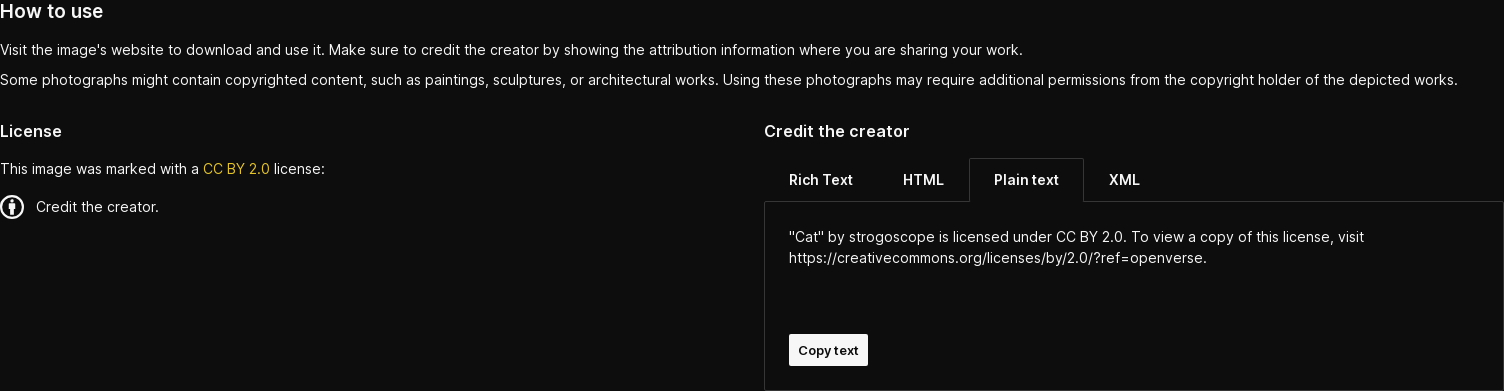 How to use
Visit the image's website to download and use it. Make sure to credit the creator by showing the attribution information where you are sharing your work.
Some photographs might contain copyrighted content, such as paintings, sculptures, or architectural works. Using these photographs may require additional permissions from the copyright holder of the depicted works.
License
This image was marked with a CC BY 2.0 license:
Credit the creator.
Credit the creator
Rich Text HTML Plain text XML
"Cat" by strogoscope is licensed under CC BY 2.0. To view a copy of this license, visit
https://creativecommons.org/licenses/by/2.0/?ref=openverse.
Copy text